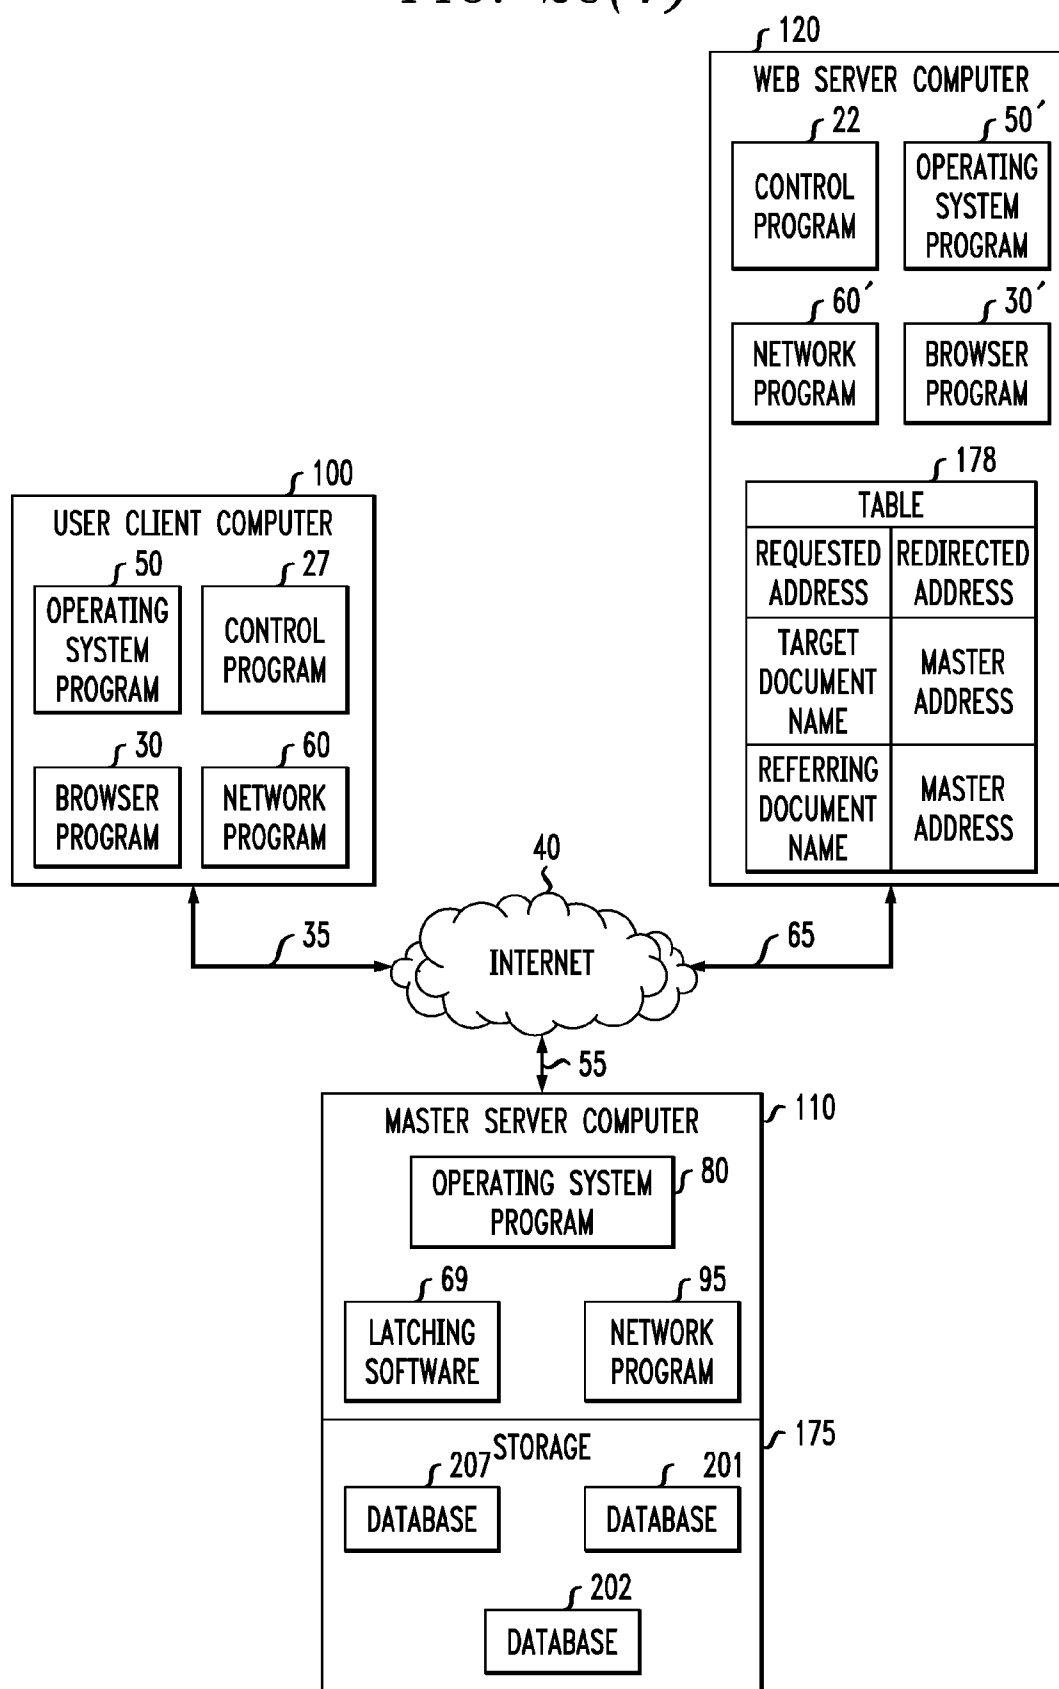 120
WEB SERVER COMPUTER
22
50′
CONTROL
PROGRAM
OPERATING
SYSTEM
PROGRAM
60′
30′
NETWORK
PROGRAM
BROWSER
PROGRAM
178
TABLE
REQUESTED
ADDRESS
REDIRECTED
ADDRESS
TARGET
DOCUMENT
NAME
MASTER
ADDRESS
REFERRING
DOCUMENT
NAME
MASTER
ADDRESS
100
USER CLIENT COMPUTER
50
27
OPERATING
SYSTEM
PROGRAM
CONTROL
PROGRAM
30
60
BROWSER
PROGRAM
NETWORK
PROGRAM
40
35
INTERNET
65
55
110
MASTER SERVER COMPUTER
80
OPERATING SYSTEM
PROGRAM
69
95
LATCHING
SOFTWARE
NETWORK
PROGRAM
175
STORAGE
207
201
DATABASE
DATABASE
202
DATABASE